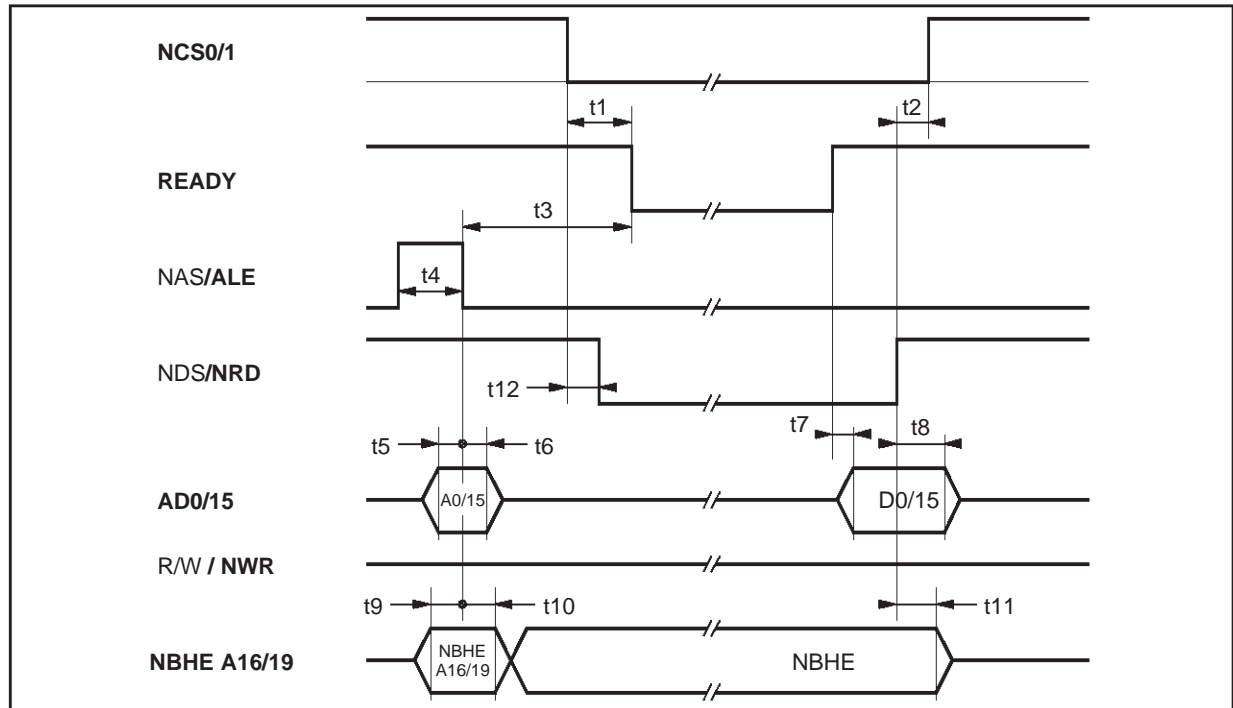 NCS0/1
t1
t2
READY
t3
NAS/ALE
t4
NDS/NRD
t12
t7
t8
t5
t6
AD0/15
A0/15
D0/15
R/W / NWR
t9
t10
t11
NBHE A16/19
NBHE
A16/19
NBHE